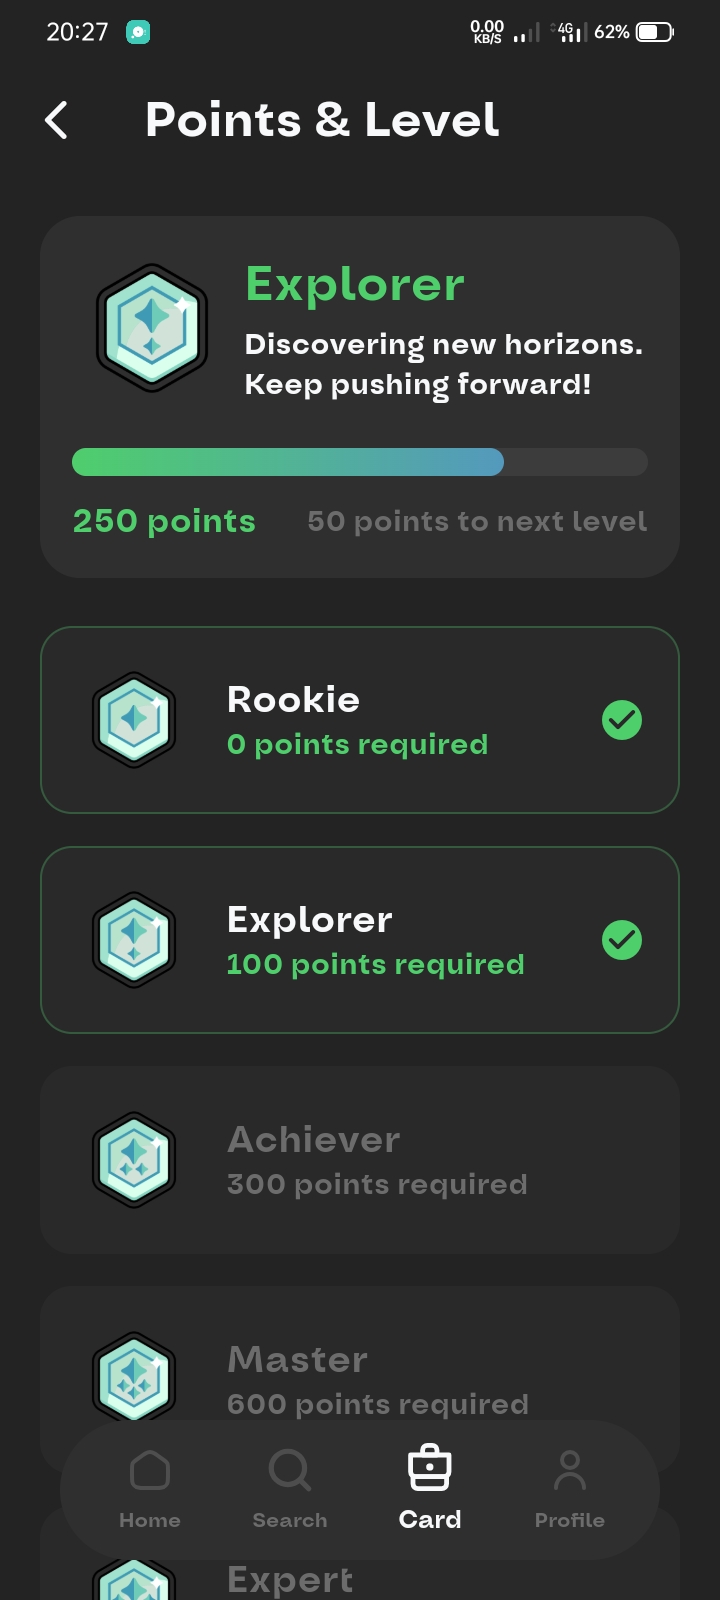 20:27
0.00
KB/S
4G
62%
Points & Level
Explorer
Discovering new horizons.
Keep pushing forward!
250 points
50 points to next level
Rookie
0 points required
Explorer
100 points required
Achiever
300 points required
Master
600 points required
Home
Search
Card
Profile
Expert